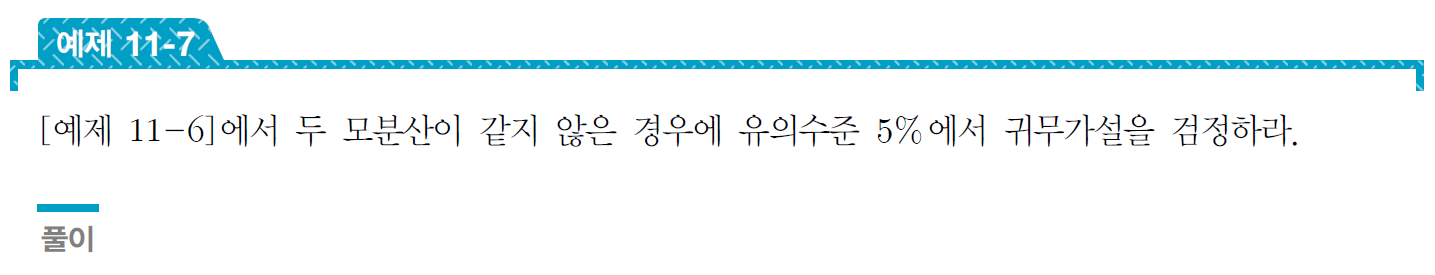 예제 11-7
[예제 11-6]에서 두 모분산이 같지 않은 경우에 유의수준 5%에서 귀무가설을 검정하라.
풀이